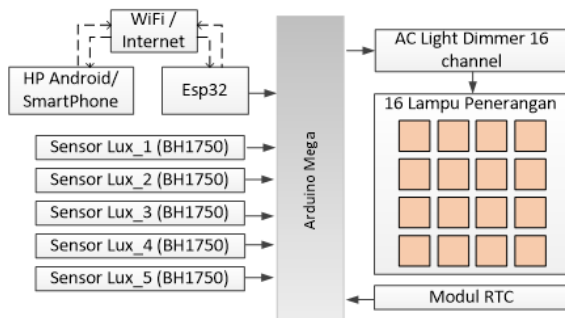 WiFi /
Internet
HP Android/
SmartPhone
Esp32
Sensor Lux_1 (BH1750)
Sensor Lux_2 (BH1750)
Sensor Lux_3 (BH1750)
Sensor Lux_4 (BH1750)
Sensor Lux_5 (BH1750)
Arduino Mega
AC Light Dimmer 16
channel
16 Lampu Penerangan
Modul RTC